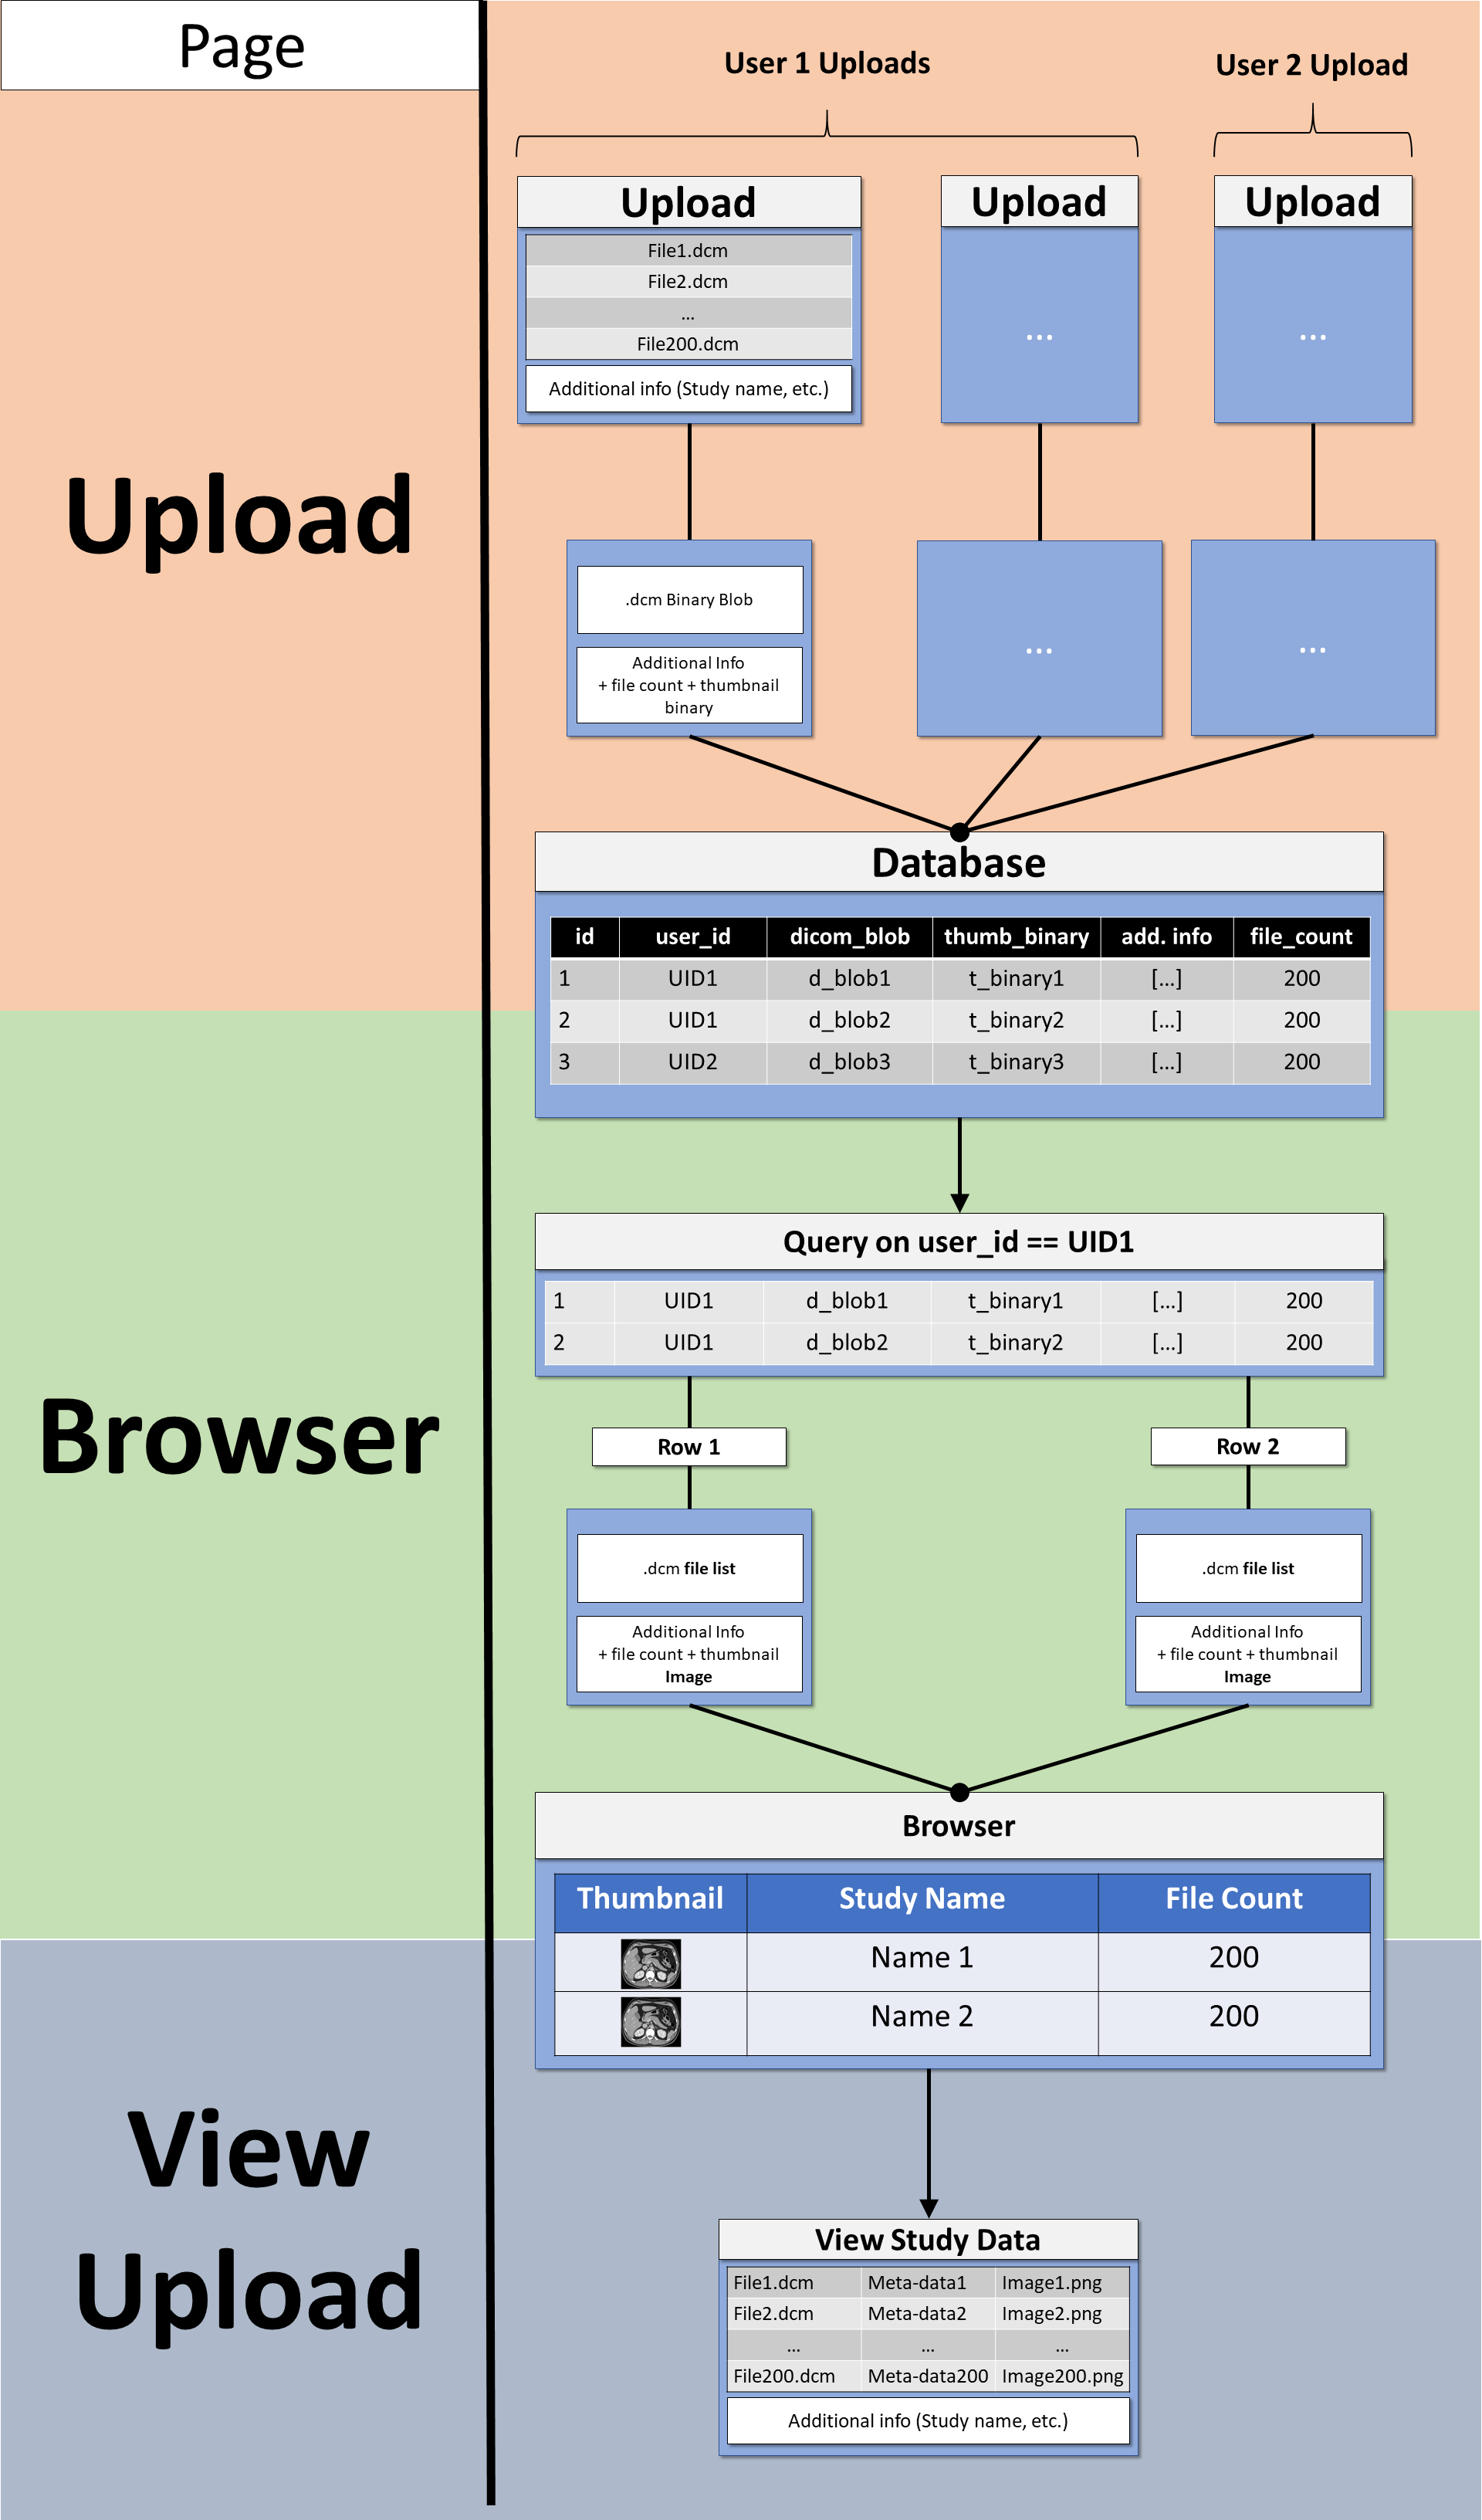 Page
User 1 Uploads
User 2 Upload
Upload
Upload
Upload
Upload
File1.dcm
File2.dcm
...
File200.dcm
Additional info (Study name, etc.)
...
...
.dcm Binary Blob
Additional Info
+ file count + thumbnail
binary
...
...
Database
id user_id dicom_blob thumb_binary add. info file_count
1 UID1 d_blob1 t_binary1 [...] 200
2 UID1 d_blob2 t_binary2 [...] 200
3 UID2 d_blob3 t_binary3 [...] 200
Browser
Query on user_id == UID1
1 UID1 d_blob1 t_binary1 [...] 200
2 UID1 d_blob2 t_binary2 [...] 200
Row 1
Row 2
.dcm file list
Additional Info
+ file count + thumbnail
Image
.dcm file list
Additional Info
+ file count + thumbnail
Image
Browser
Thumbnail Study Name File Count
Name 1 200
Name 2 200
View
Upload
View Study Data
File1.dcm Meta-data1 Image1.png
File2.dcm Meta-data2 Image2.png
... ... ...
File200.dcm Meta-data200 Image200.png
Additional info (Study name, etc.)